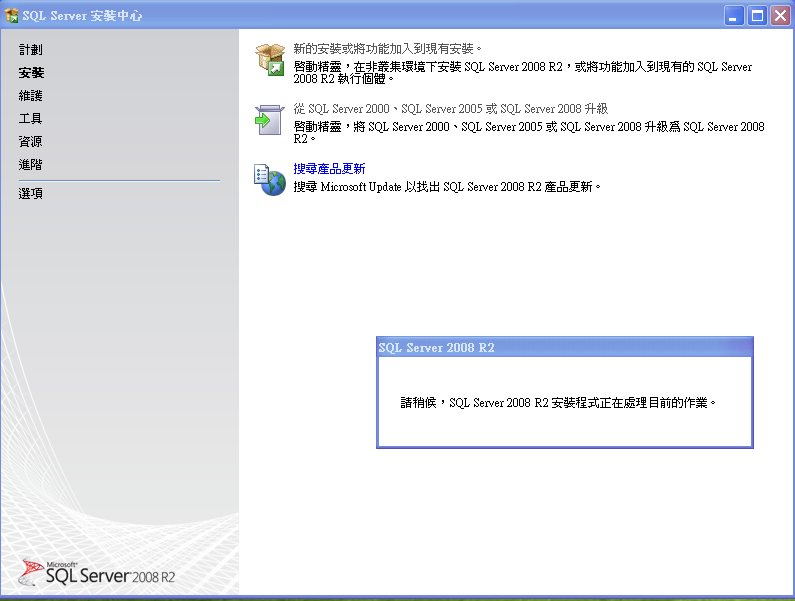 SQL Server 安裝中心
計劃
安裝
維護
工具
資源
進階
選項
新的安裝或將功能加入到現有安裝。
啟動精靈，在非叢集環境下安裝 SQL Server 2008 R2，或將功能加入到現有的 SQL Server
2008 R2 執行個體。
從 SQL Server 2000、SQL Server 2005 或 SQL Server 2008 升級
啟動精靈，將 SQL Server 2000、SQL Server 2005 或 SQL Server 2008 升級為 SQL Server 2008
R2。
搜尋產品更新
搜尋 Microsoft Update 以找出 SQL Server 2008 R2 產品更新。
SQL Server 2008 R2
請稍候，SQL Server 2008 R2 安裝程式正在處理目前的作業。
Microsoft®
SQL Server 2008 R2